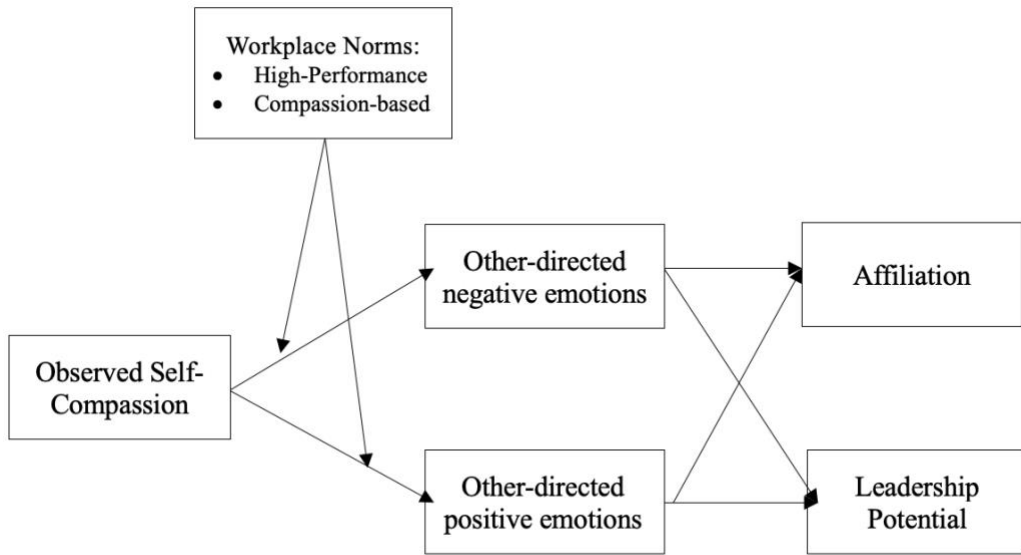 Workplace Norms:
• High-Performance
• Compassion-based
Other-directed
negative emotions
Affiliation
Observed Self-
Compassion
Other-directed
positive emotions
Leadership
Potential